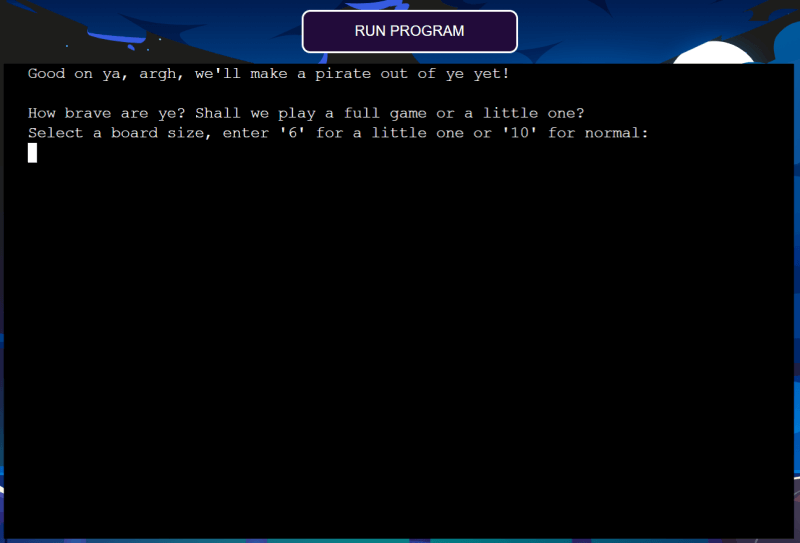 RUN PROGRAM
Good on ya, argh, we'll make a pirate out of ye yet!
How brave are ye? Shall we play a full game or a little one?
Select a board size, enter '6' for a little one or '10' for normal: